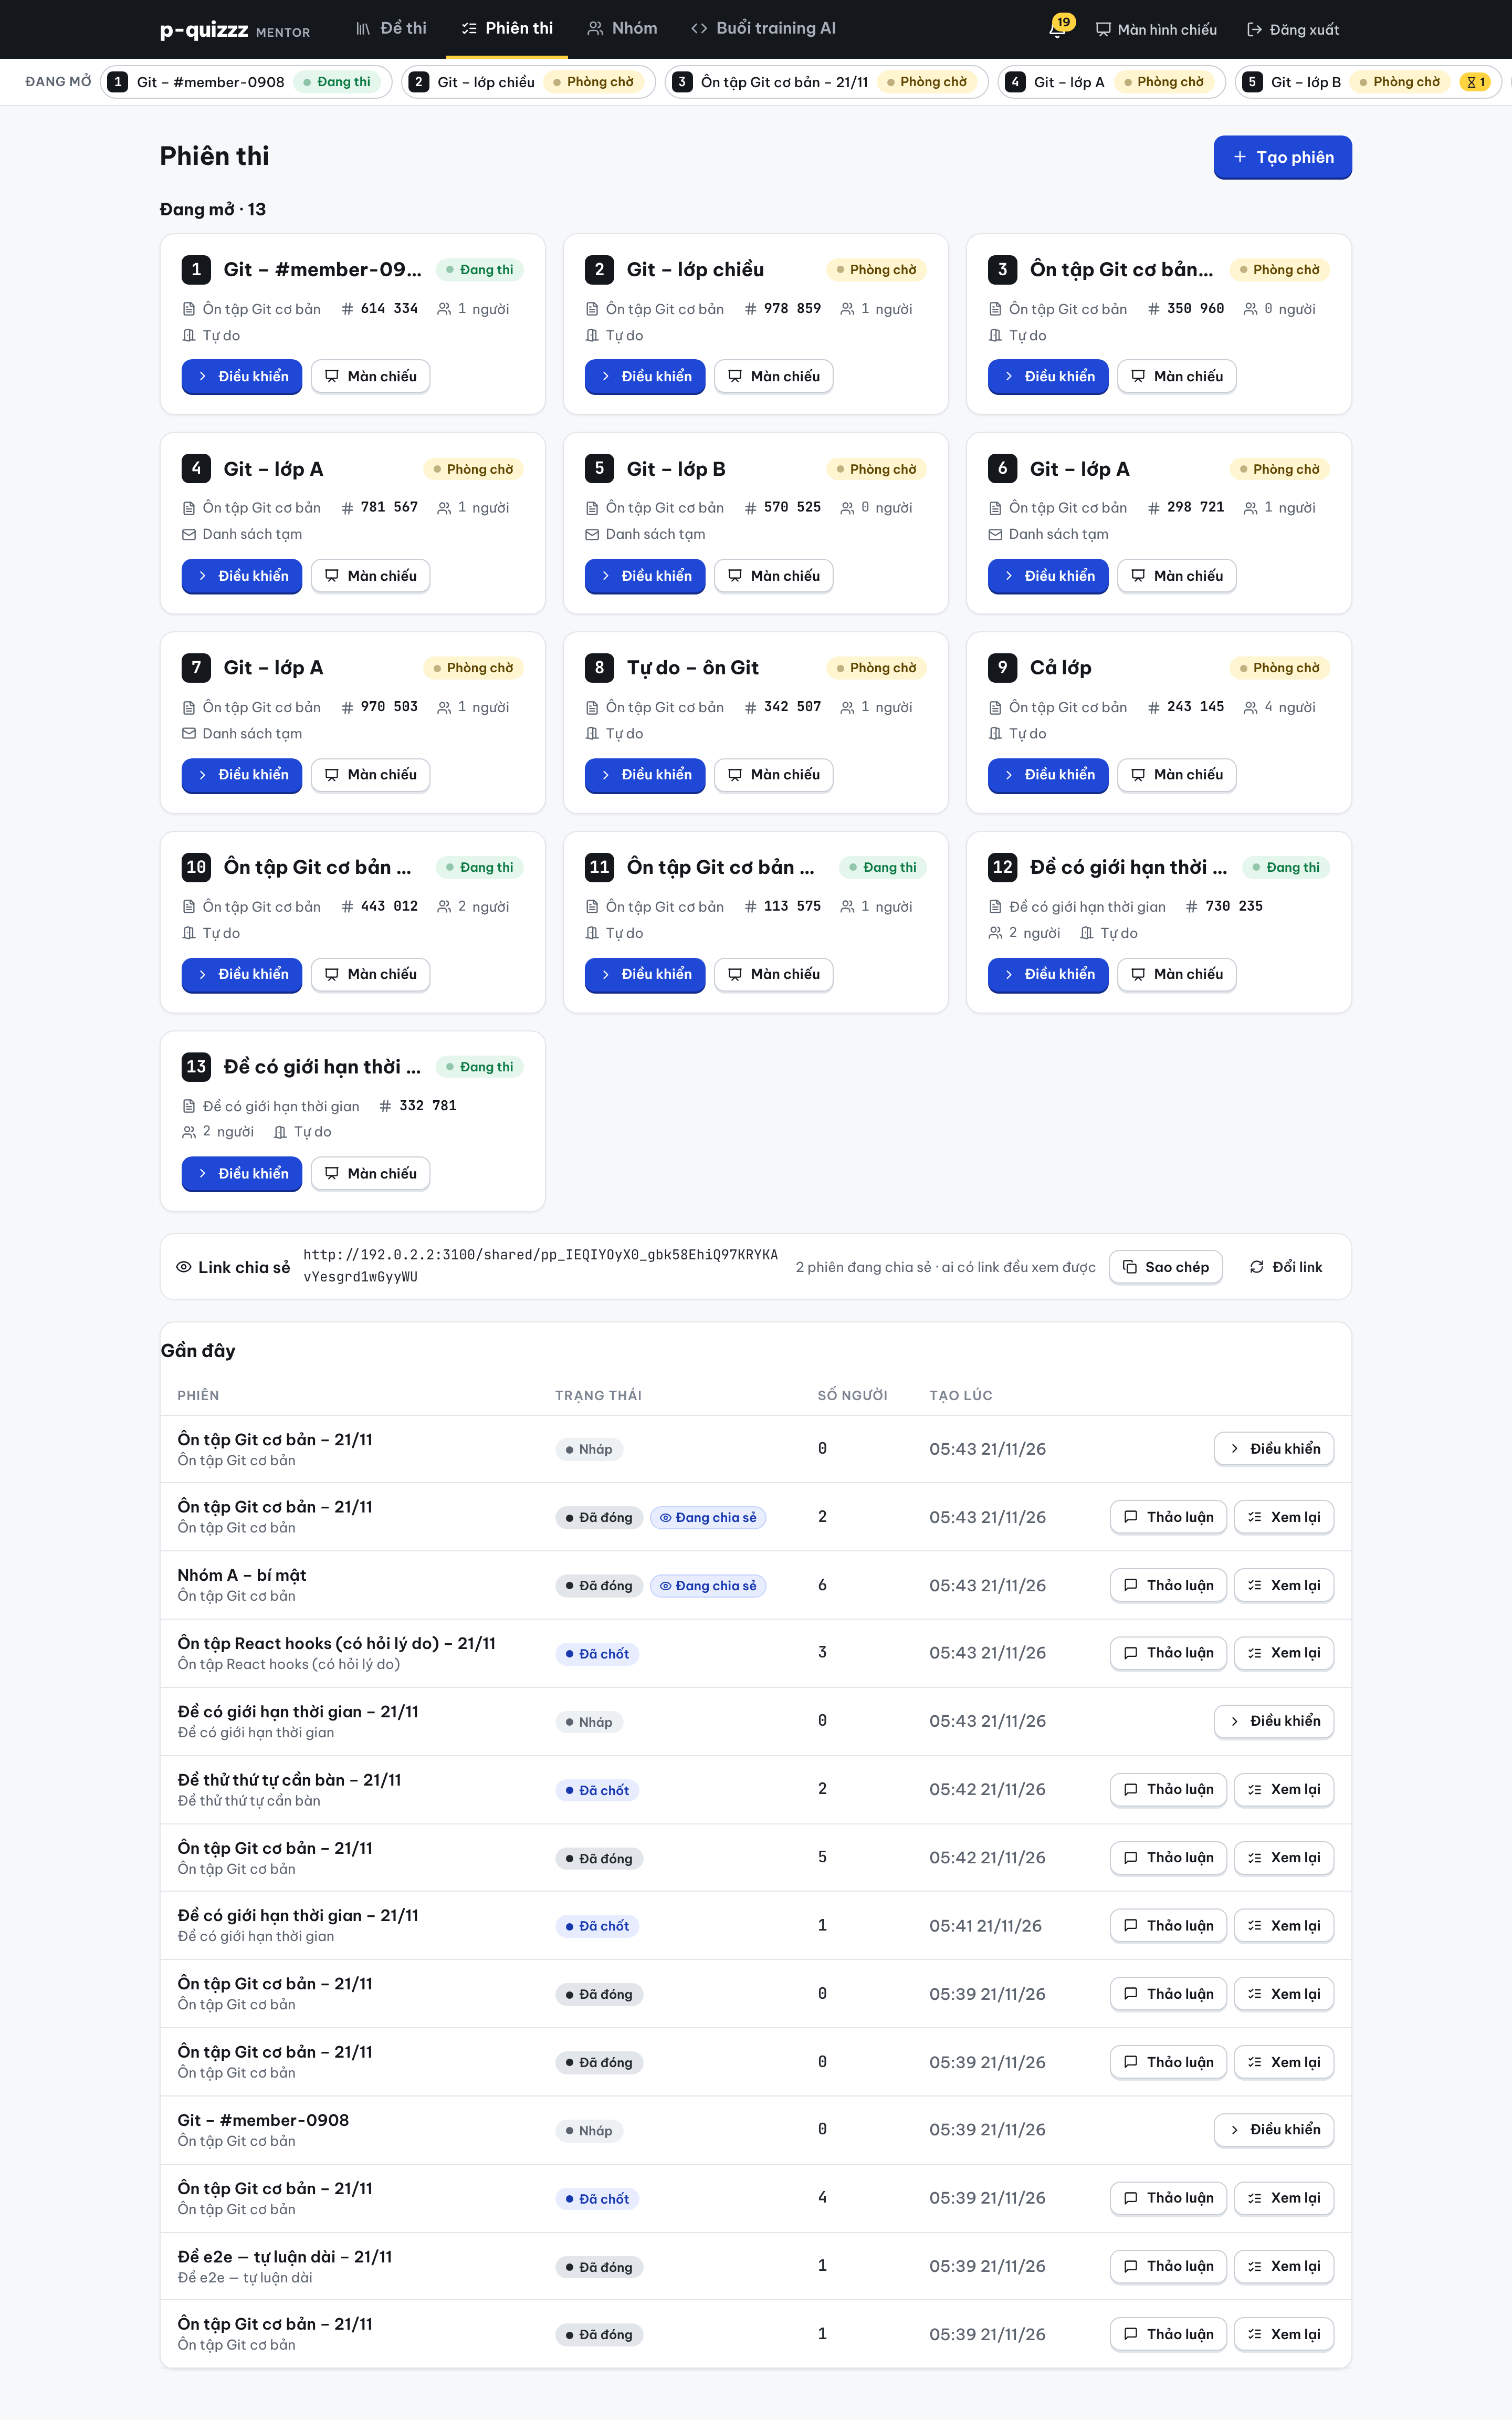 p-quizzz MENTOR Đề thi Phiên thi Nhóm Buổi training AI 19 Màn hình chiếu Đăng xuất
ĐANG MỞ 1 Git – #member-0908 Đang thi 2 Git – lớp chiều Phòng chờ 3 Ôn tập Git cơ bản – 21/11 Phòng chờ 4 Git – lớp A Phòng chờ 5 Git – lớp B Phòng chờ 1
Phiên thi
Tạo phiên
Đang mở · 13
1 Git – #member-09... Đang thi
Ôn tập Git cơ bản 614 334 1 người
Tự do
Điều khiển Màn chiếu
2 Git – lớp chiều Phòng chờ
Ôn tập Git cơ bản 978 859 1 người
Tự do
Điều khiển Màn chiếu
3 Ôn tập Git cơ bản... Phòng chờ
Ôn tập Git cơ bản 350 960 0 người
Tự do
Điều khiển Màn chiếu
4 Git – lớp A Phòng chờ
Ôn tập Git cơ bản 781 567 1 người
Danh sách tạm
Điều khiển Màn chiếu
5 Git – lớp B Phòng chờ
Ôn tập Git cơ bản 570 525 0 người
Danh sách tạm
Điều khiển Màn chiếu
6 Git – lớp A Phòng chờ
Ôn tập Git cơ bản 298 721 1 người
Danh sách tạm
Điều khiển Màn chiếu
7 Git – lớp A Phòng chờ
Ôn tập Git cơ bản 970 503 1 người
Danh sách tạm
Điều khiển Màn chiếu
8 Tự do – ôn Git Phòng chờ
Ôn tập Git cơ bản 342 507 1 người
Tự do
Điều khiển Màn chiếu
9 Cả lớp Phòng chờ
Ôn tập Git cơ bản 243 145 4 người
Tự do
Điều khiển Màn chiếu
10 Ôn tập Git cơ bản ... Đang thi
Ôn tập Git cơ bản 443 012 2 người
Tự do
Điều khiển Màn chiếu
11 Ôn tập Git cơ bản ... Đang thi
Ôn tập Git cơ bản 113 575 1 người
Tự do
Điều khiển Màn chiếu
12 Đề có giới hạn thời ... Đang thi
Đề có giới hạn thời gian 730 235
2 người Tự do
Điều khiển Màn chiếu
13 Đề có giới hạn thời ... Đang thi
Đề có giới hạn thời gian 332 781
2 người Tự do
Điều khiển Màn chiếu
Link chia sẻ http://192.0.2.2:3100/shared/pp_IEQIYOyX0_gbk58EhiQ97KRYKA
vYesgrd1wGyyWU
2 phiên đang chia sẻ · ai có link đều xem được Sao chép Đổi link
Gần đây
PHIÊN TRẠNG THÁI SỐ NGƯỜI TẠO LÚC
Ôn tập Git cơ bản – 21/11
Ôn tập Git cơ bản
Nháp 0 05:43 21/11/26 Điều khiển
Ôn tập Git cơ bản – 21/11
Ôn tập Git cơ bản
Đã đóng Đang chia sẻ 2 05:43 21/11/26 Thảo luận Xem lại
Nhóm A – bí mật
Ôn tập Git cơ bản
Đã đóng Đang chia sẻ 6 05:43 21/11/26 Thảo luận Xem lại
Ôn tập React hooks (có hỏi lý do) – 21/11
Ôn tập React hooks (có hỏi lý do)
Đã chốt 3 05:43 21/11/26 Thảo luận Xem lại
Đề có giới hạn thời gian – 21/11
Đề có giới hạn thời gian
Nháp 0 05:43 21/11/26 Điều khiển
Đề thử thứ tự cần bàn – 21/11
Đề thử thứ tự cần bàn
Đã chốt 2 05:42 21/11/26 Thảo luận Xem lại
Ôn tập Git cơ bản – 21/11
Ôn tập Git cơ bản
Đã đóng 5 05:42 21/11/26 Thảo luận Xem lại
Đề có giới hạn thời gian – 21/11
Đề có giới hạn thời gian
Đã chốt 1 05:41 21/11/26 Thảo luận Xem lại
Ôn tập Git cơ bản – 21/11
Ôn tập Git cơ bản
Đã đóng 0 05:39 21/11/26 Thảo luận Xem lại
Ôn tập Git cơ bản – 21/11
Ôn tập Git cơ bản
Đã đóng 0 05:39 21/11/26 Thảo luận Xem lại
Git – #member-0908
Ôn tập Git cơ bản
Nháp 0 05:39 21/11/26 Điều khiển
Ôn tập Git cơ bản – 21/11
Ôn tập Git cơ bản
Đã chốt 4 05:39 21/11/26 Thảo luận Xem lại
Đề e2e — tự luận dài – 21/11
Đề e2e — tự luận dài
Đã đóng 1 05:39 21/11/26 Thảo luận Xem lại
Ôn tập Git cơ bản – 21/11
Ôn tập Git cơ bản
Đã đóng 1 05:39 21/11/26 Thảo luận Xem lại